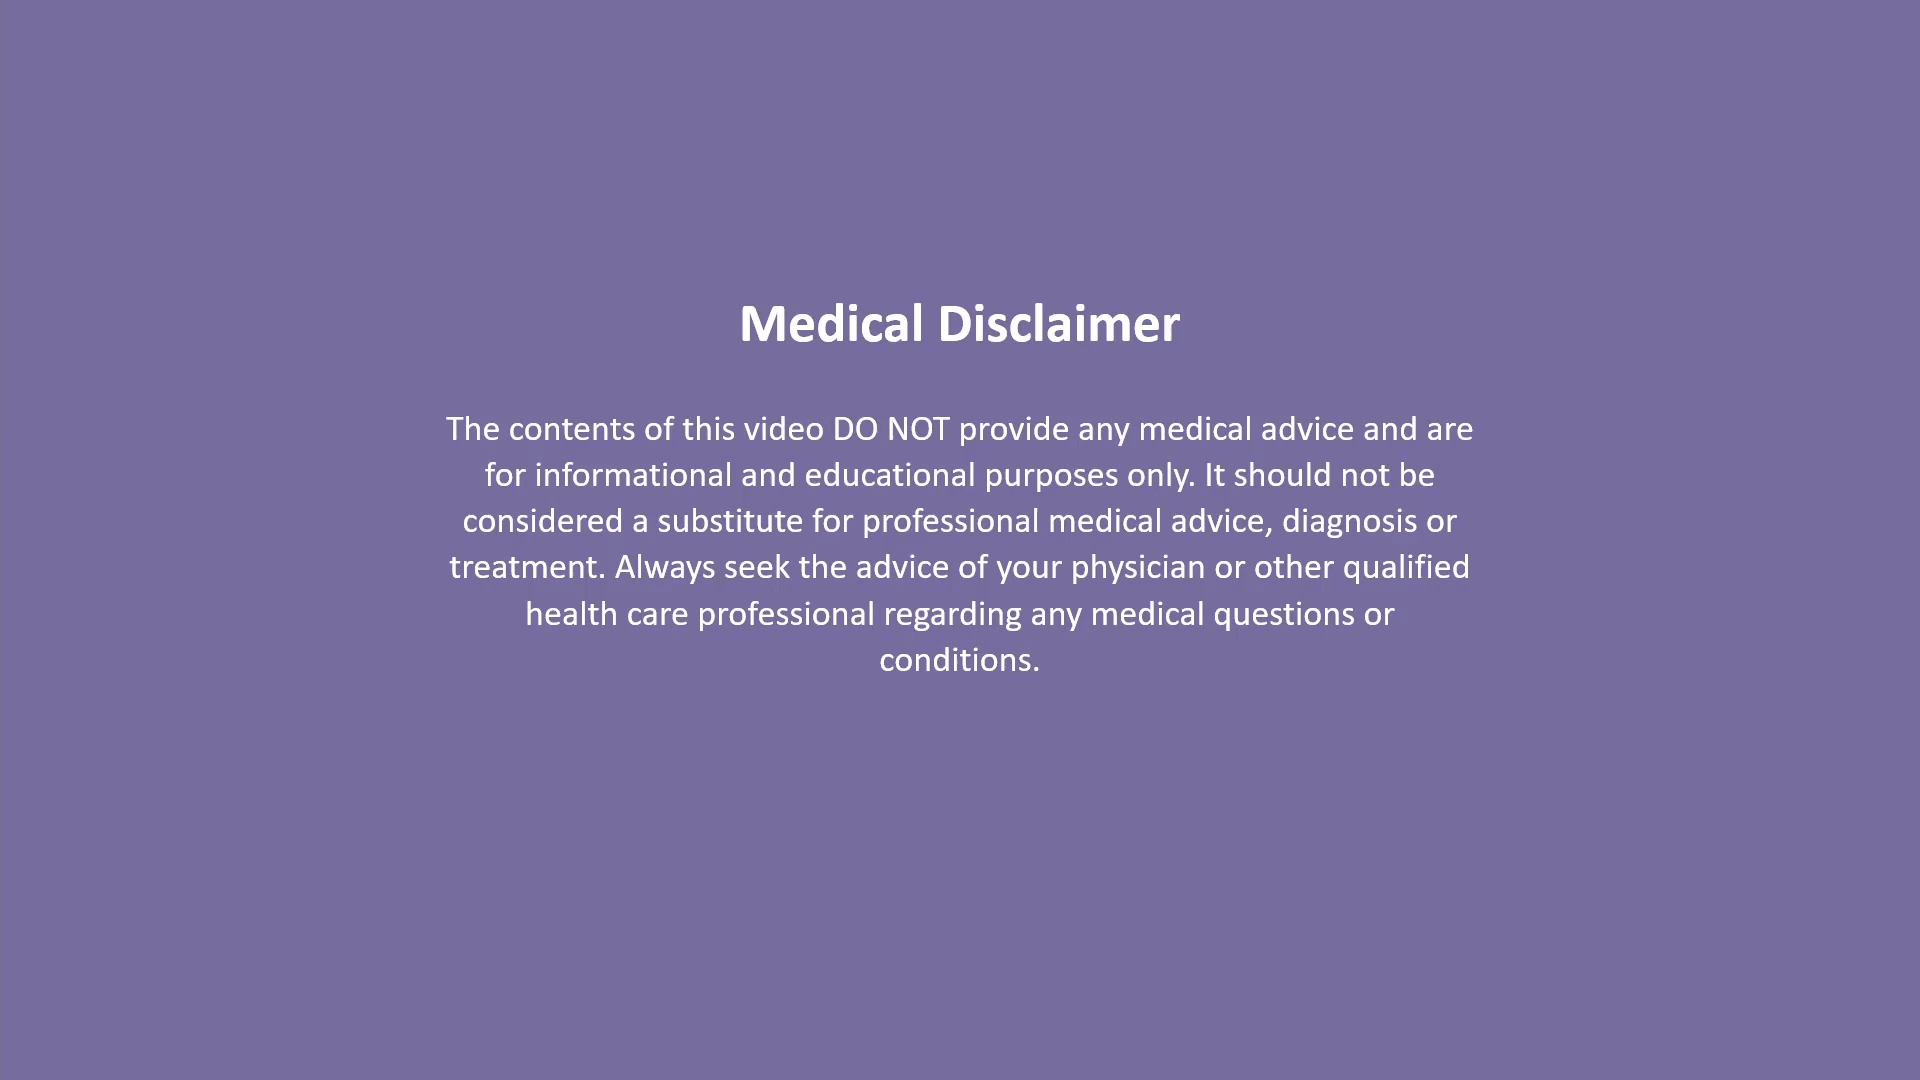 Medical Disclaimer
The contents of this video DO NOT provide any medical advice and are
for informational and educational purposes only. It should not be
considered a substitute for professional medical advice, diagnosis or
treatment. Always seek the advice of your physician or other qualified
health care professional regarding any medical questions or
conditions.